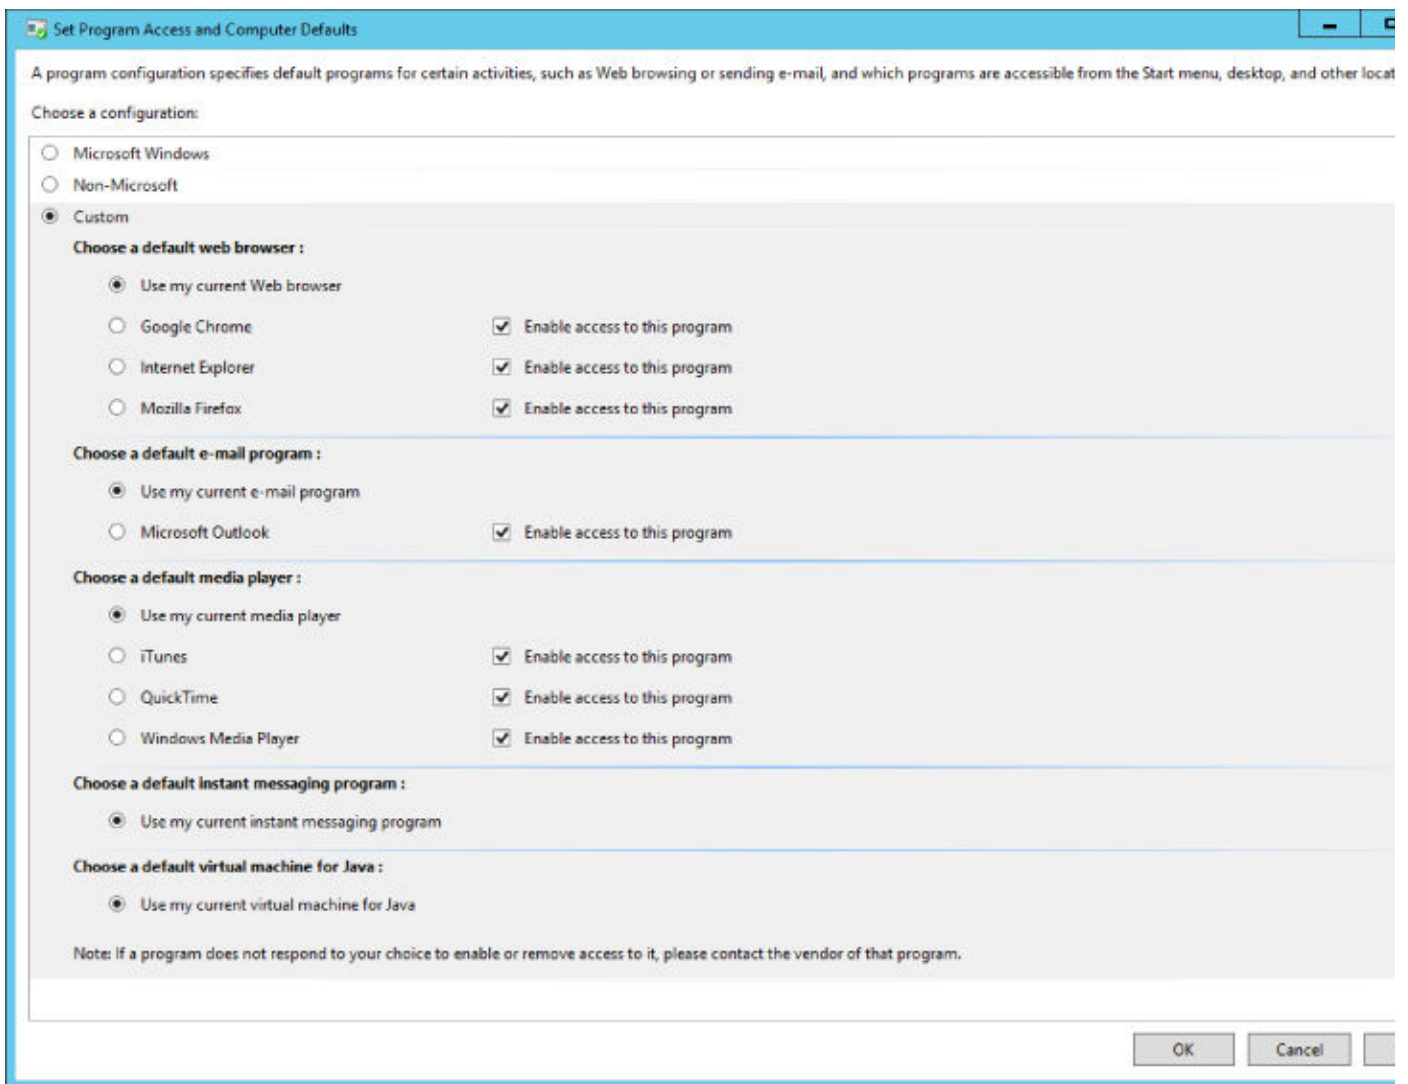 Set Program Access and Computer Defaults
A program configuration specifies default programs for certain activities, such as Web browsing or sending e-mail, and which programs are accessible from the Start menu, desktop, and other locat
Choose a configuration:
Microsoft Windows
Non-Microsoft
Custom
Choose a default web browser :
Use my current Web browser
Google Chrome Enable access to this program
Internet Explorer Enable access to this program
Mozilla Firefox Enable access to this program
Choose a default e-mail program :
Use my current e-mail program
Microsoft Outlook Enable access to this program
Choose a default media player :
Use my current media player
iTunes Enable access to this program
QuickTime Enable access to this program
Windows Media Player Enable access to this program
Choose a default instant messaging program :
Use my current instant messaging program
Choose a default virtual machine for Java :
Use my current virtual machine for Java
Note: If a program does not respond to your choice to enable or remove access to it, please contact the vendor of that program.
OK Cancel